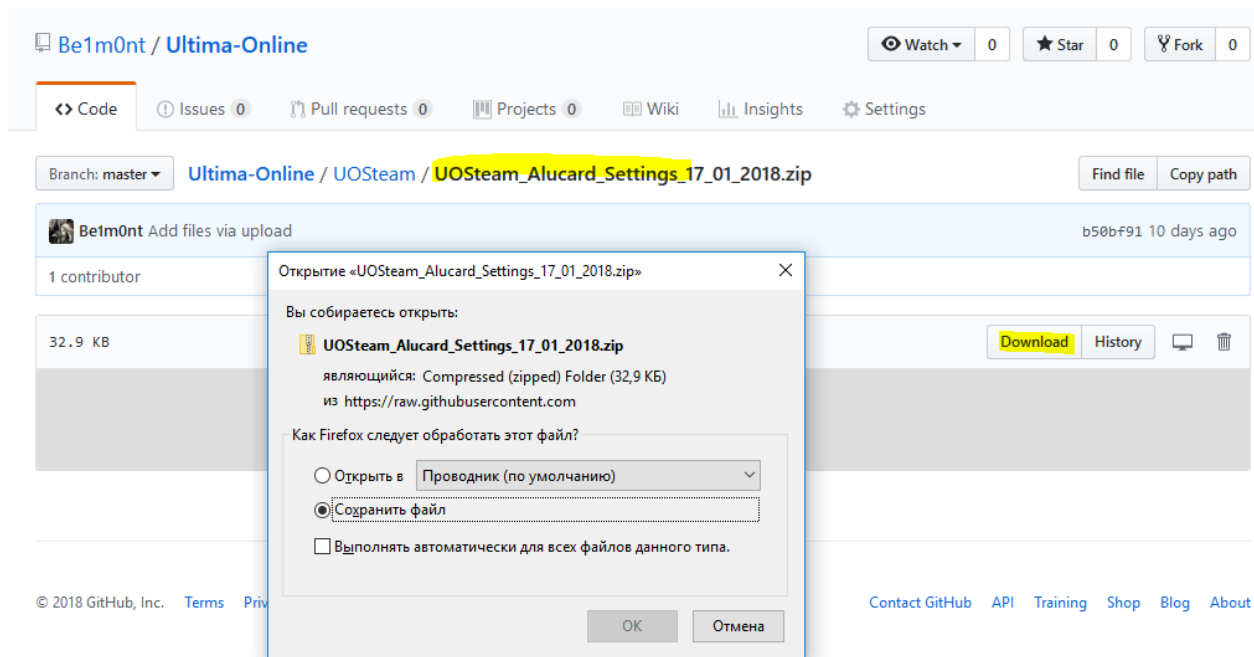 Be1m0nt / Ultima-Online
Watch 0 Star 0 Fork 0
Code Issues 0 Pull requests 0 Projects 0 Wiki Insights Settings
Branch: master Ultima-Online / UOSteam / UOSteam_Alucard_Settings_17_01_2018.zip Find file Copy path
Be1m0nt Add files via upload b50bf91 10 days ago
1 contributor
32.9 KB Download History
Открытие «UOSteam_Alucard_Settings_17_01_2018.zip»
Вы собираетесь открыть:
UOSteam_Alucard_Settings_17_01_2018.zip
являющийся: Compressed (zipped) Folder (32,9 КБ)
из https://raw.githubusercontent.com
Как Firefox следует обработать этот файл?
Открыть в Проводник (по умолчанию)
Сохранить файл
Выполнять автоматически для всех файлов данного типа.
OK Отмена
© 2018 GitHub, Inc. Terms Contact GitHub API Training Shop Blog About